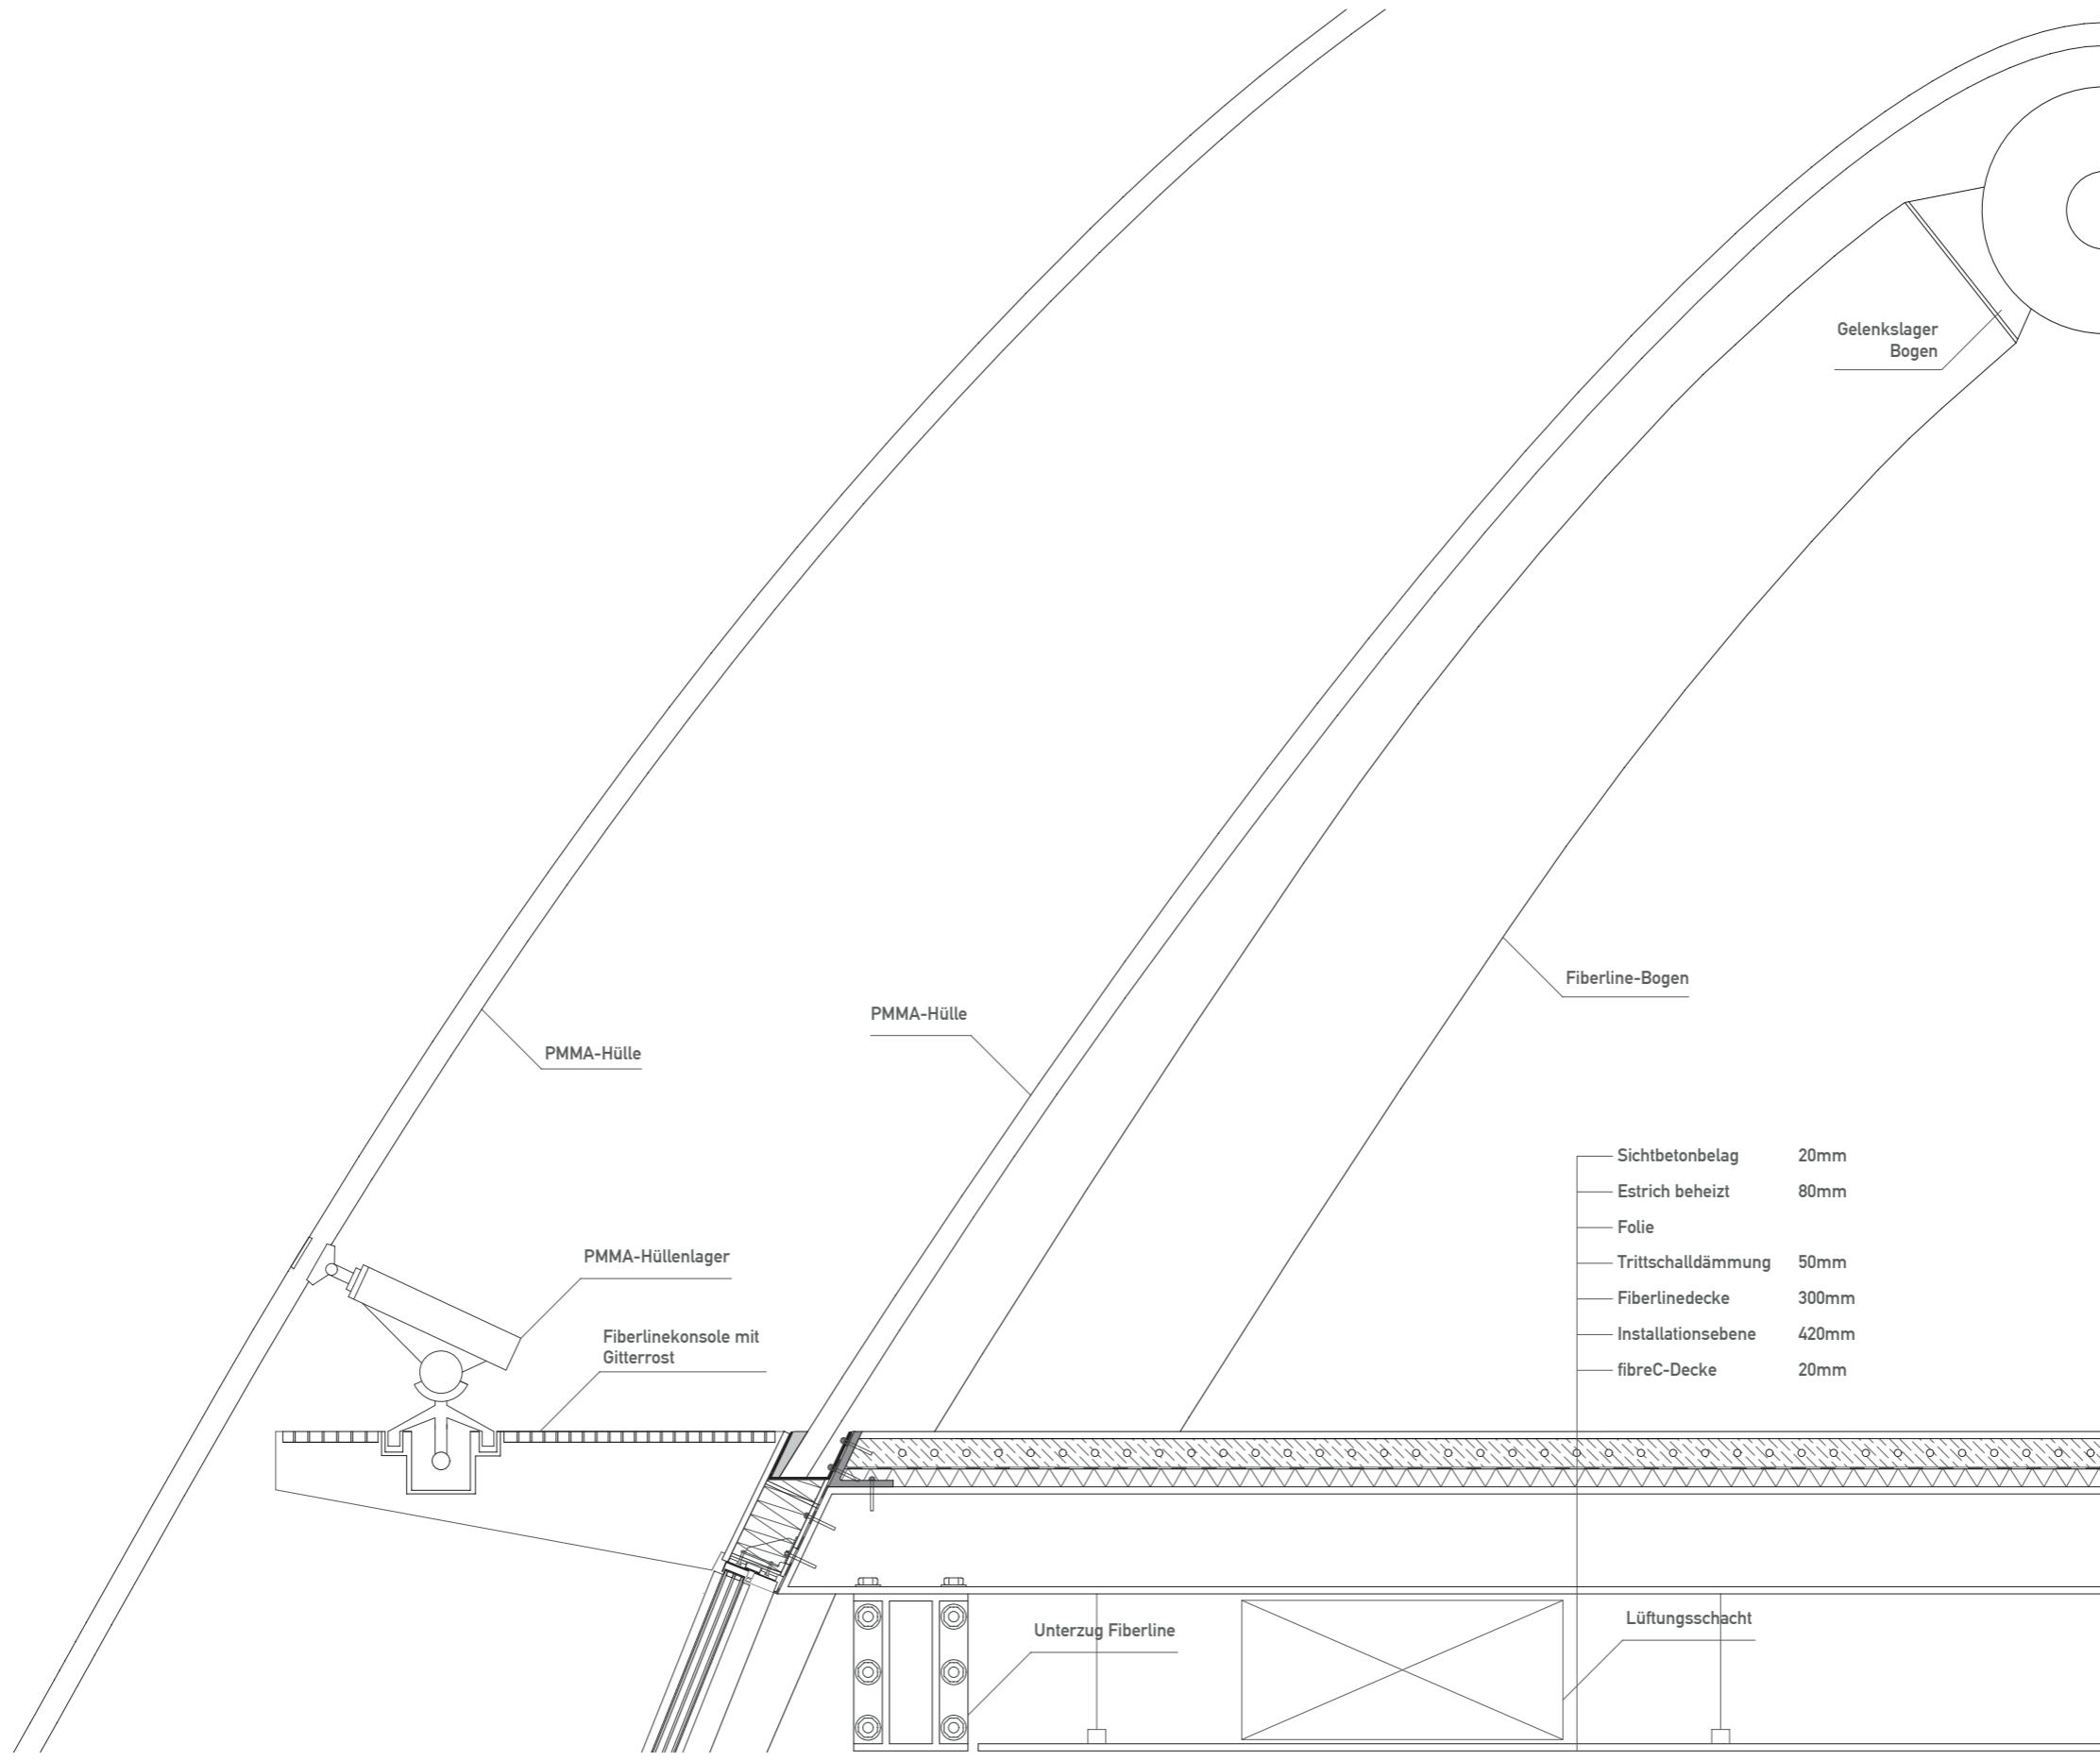 Gelenkslager
Bogen
Fiberline-Bogen
PMMA-Hülle
PMMA-Hülle
Sichtbetonbelag 20mm
Estrich beheizt 80mm
Folie
Trittschalldämmung 50mm
Fiberlinedecke 300mm
Installationsebene 420mm
fibreC-Decke 20mm
PMMA-Hüllenlager
Fiberlinekonsole mit
Gitterrost
Unterzug Fiberline
Lüftungsschacht